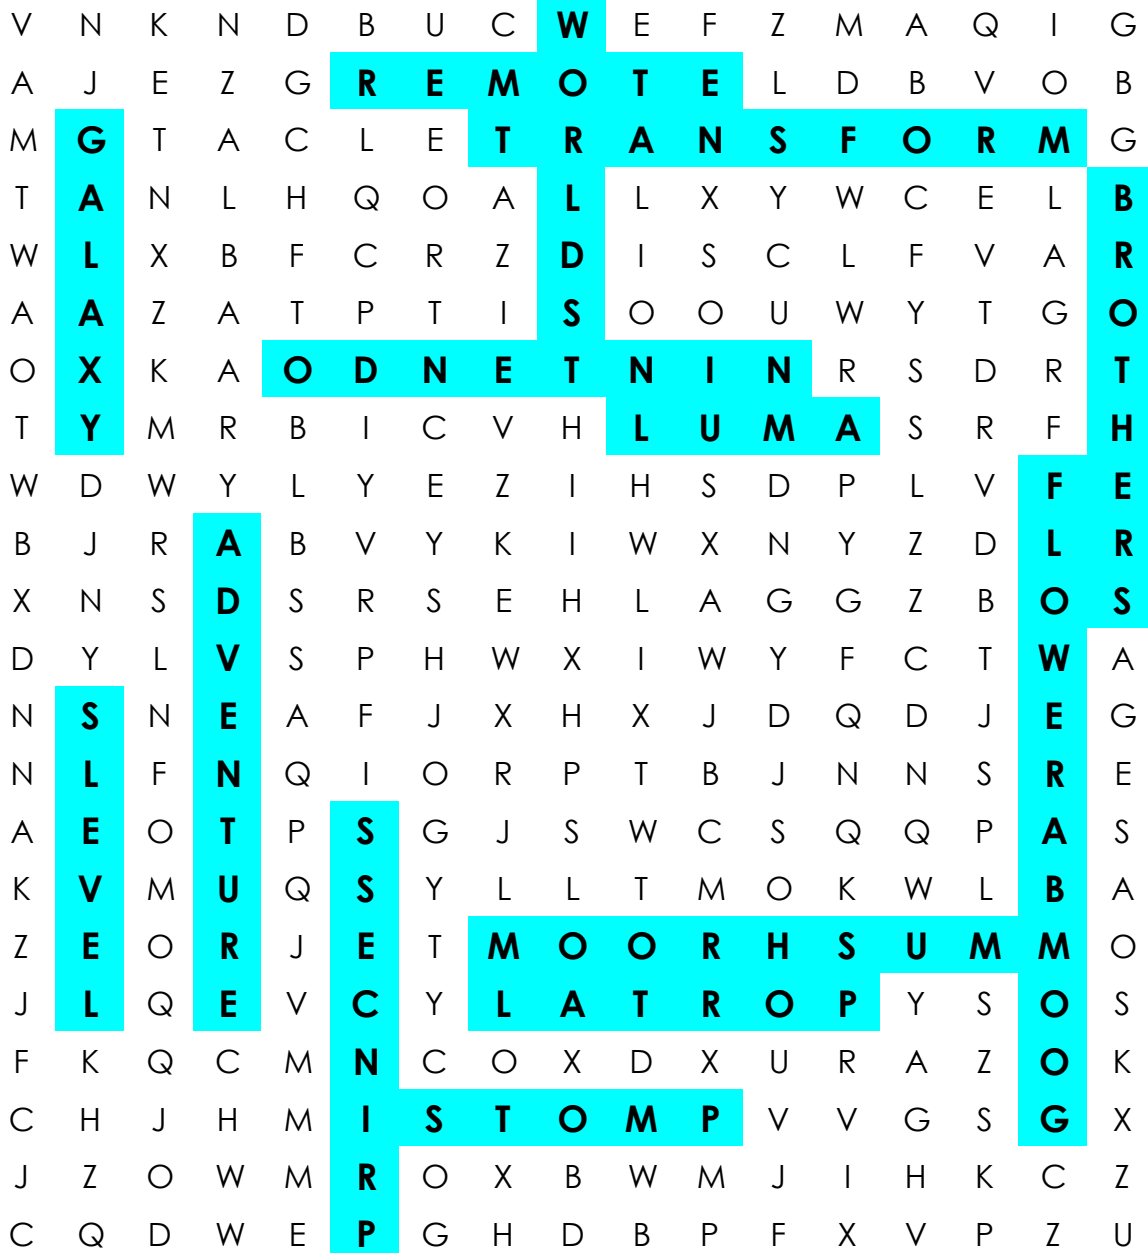 V N K N D B U C W E F Z M A Q I G
A J E Z G R E M O T E L D B V O B
M G T A C L E T R A N S F O R M G
T A N L H Q O A L L X Y W C E L B
W L X B F C R Z D I S C L F V A R
A A Z A T P T I S O O U W Y T G O
O X K A O D N E T N I N R S D R T
T Y M R B I C V H L U M A S R F H
W D W Y L Y E Z I H S D P L V F E
B J R A B V Y K I W X N Y Z D L R
X N S D S R S E H L A G G Z B O S
D Y L V S P H W X I W Y F C T W A
N S N E A F J X H X J D Q D J E G
N L F N Q I O R P T B J N N S R E
A E O T P S G J S W C S Q Q P A S
K V M U Q S Y L L T M O K W L B A
Z E O R J E T M O O R H S U M M O
J L Q E V C Y L A T R O P Y S O S
F K Q C M N C O X D X U R A Z O K
C H J H M I S T O M P V V G S G X
J Z O W M R O X B W M J I H K C Z
C Q D W E P G H D B P F X V P Z U